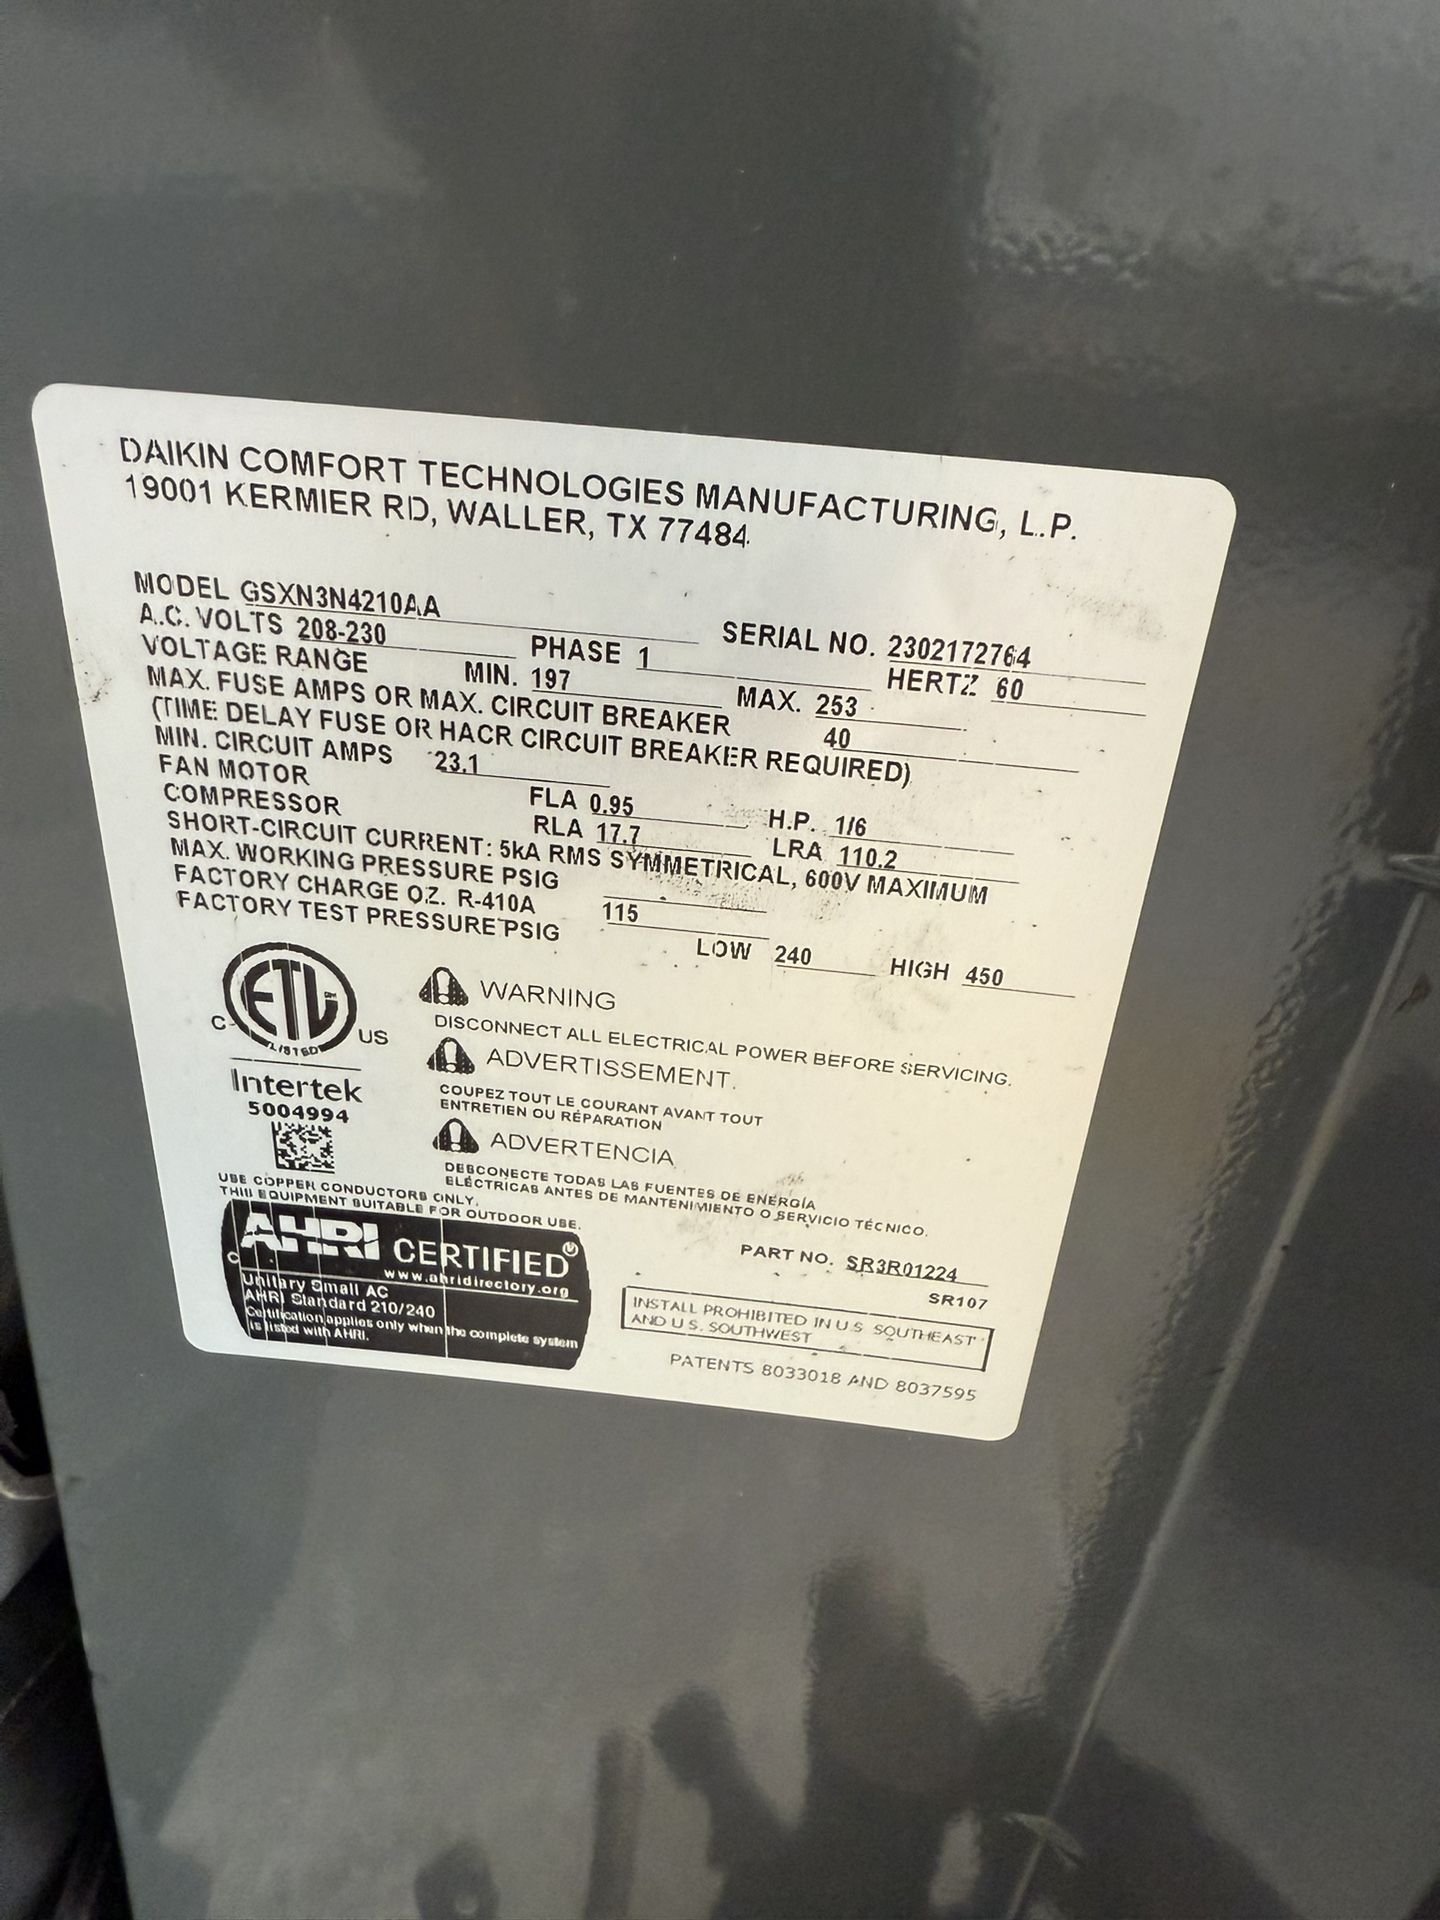 DAIKIN COMFORT TECHNOLOGIES MANUFACTURING, L.P.
19001 KERMIER RD, WALLER, TX 77484
MODEL GSXN3N4210AA SERIAL NO. 2302172764
A.C. VOLTS 208-230 PHASE 1 HERTZ 60
VOLTAGE RANGE MIN. 197 MAX. 253
MAX. FUSE AMPS OR MAX. CIRCUIT BREAKER 40
(TIME DELAY FUSE OR HACR CIRCUIT BREAKER REQUIRED)
MIN. CIRCUIT AMPS 23.1
FAN MOTOR FLA 0.95 H.P. 1/6
COMPRESSOR RLA 17.7 LRA 110.2
SHORT-CIRCUIT CURRENT: 5kA RMS SYMMETRICAL, 600V MAXIMUM
MAX. WORKING PRESSURE PSIG
FACTORY CHARGE OZ. R-410A 115
FACTORY TEST PRESSURE PSIG LOW 240 HIGH 450
ETL CM
LISTED
C US
Intertek
5004994
WARNING
DISCONNECT ALL ELECTRICAL POWER BEFORE SERVICING.
ADVERTISSEMENT.
COUPEZ TOUT LE COURANT AVANT TOUT
ENTRETIEN OU RÉPARATION
ADVERTENCIA
DESCONECTE TODAS LAS FUENTES DE ENERGÍA
ELÉCTRICAS ANTES DE MANTENIMIENTO O SERVICIO TÉCNICO.
USE COPPER CONDUCTORS ONLY.
THIS EQUIPMENT SUITABLE FOR OUTDOOR USE.
C AHRI CERTIFIED®
www.ahridirectory.org
Unitary Small AC
AHRI Standard 210/240
Certification applies only when the complete system
is listed with AHRI.
PART NO. SR3R01224
SR107
INSTALL PROHIBITED IN U.S. SOUTHEAST
AND U.S. SOUTHWEST
PATENTS 8033018 AND 8037595